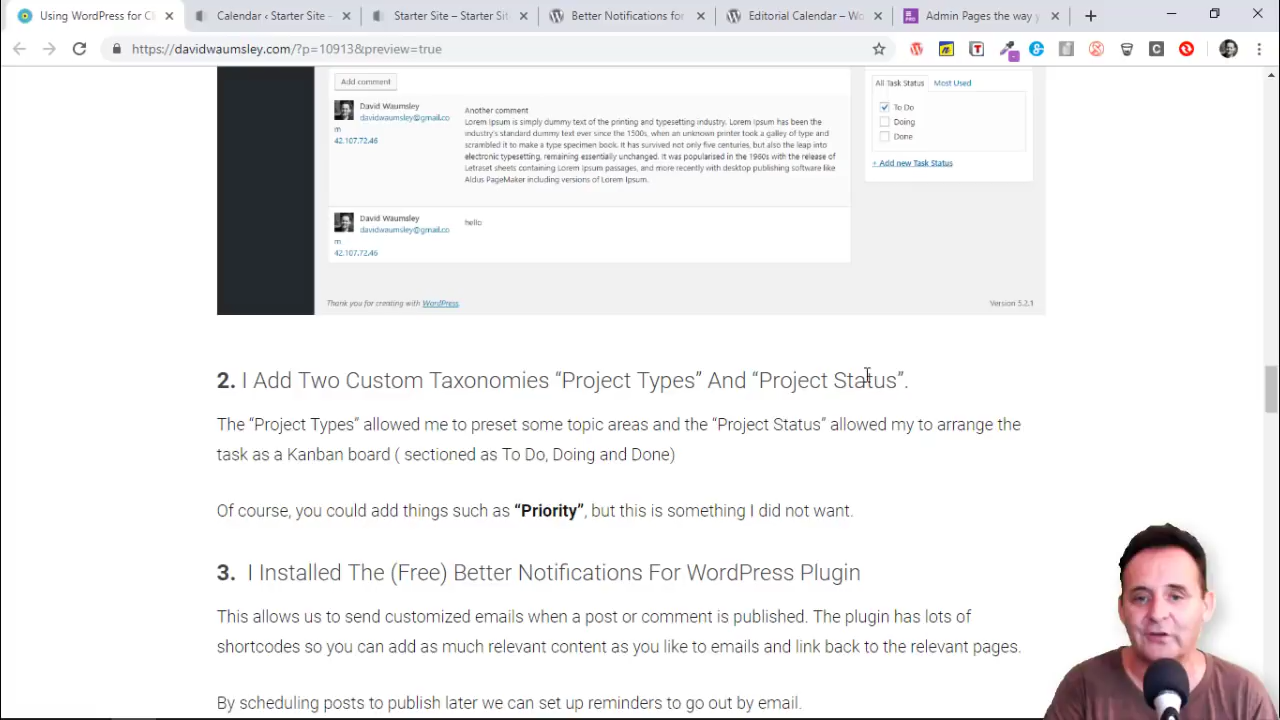 Using WordPress for Cl
Calendar ‹ Starter Site –
Starter Site – Starter SIT –
Better Notifications for
Editorial Calendar – Wo
Admin Pages the way y
https://davidwaumsley.com/?p=10913&preview=true
Add comment
All Task Status
Most Used
To Do
Doing
Done
+ Add new Task Status
David Waumsley
davidwaumsley@gmail.co
m
42.107.72.46
Another comment
Lorem Ipsum is simply dummy text of the printing and typesetting industry. Lorem Ipsum has been the
industry's standard dummy text ever since the 1500s, when an unknown printer took a galley of type and
scrambled it to make a type specimen book. It has survived not only five centuries, but also the leap into
electronic typesetting, remaining essentially unchanged. It was popularised in the 1960s with the release of
Letraset sheets containing Lorem Ipsum passages, and more recently with desktop publishing software like
Aldus PageMaker including versions of Lorem Ipsum.
David Waumsley
davidwaumsley@gmail.co
m
42.107.72.46
hello
Thank you for creating with WordPress.
Version 5.2.1
2. I Add Two Custom Taxonomies “Project Types” And “Project Status”.
The “Project Types” allowed me to preset some topic areas and the “Project Status” allowed my to arrange the
task as a Kanban board ( sectioned as To Do, Doing and Done)
Of course, you could add things such as “Priority”, but this is something I did not want.
3. I Installed The (Free) Better Notifications For WordPress Plugin
This allows us to send customized emails when a post or comment is published. The plugin has lots of
shortcodes so you can add as much relevant content as you like to emails and link back to the relevant pages.
By scheduling posts to publish later we can set up reminders to go out by email.